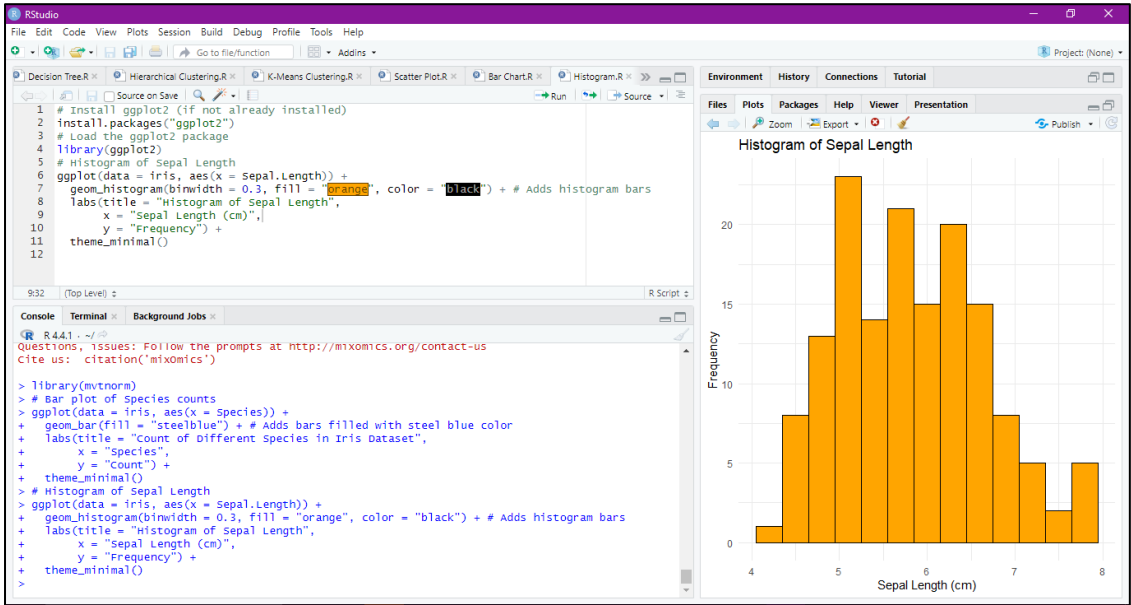 RStudio
File Edit Code View Plots Session Build Debug Profile Tools Help
Go to file/function Addins Project: (None)
Decision Tree.R Hierarchical Clustering.R K-Means Clustering.R Scatter Plot.R Bar Chart.R Histogram.R
Source on Save Run Source
1 # Install ggplot2 (if not already installed)
2 install.packages("ggplot2")
3 # Load the ggplot2 package
4 library(ggplot2)
5 # Histogram of Sepal Length
6 ggplot(data = iris, aes(x = Sepal.Length)) +
7   geom_histogram(binwidth = 0.3, fill = "orange", color = "black") + # Adds histogram bars
8   labs(title = "Histogram of Sepal Length",
9        x = "Sepal Length (cm)",
10        y = "Frequency") +
11   theme_minimal()
12
9:32 (Top Level) R Script
Console Terminal Background Jobs
R R 4.4.1 · ~/
Questions, issues: Follow the prompts at http://mixomics.org/contact-us
Cite us:  citation('mixOmics')
> library(mvtnorm)
> # Bar plot of Species counts
> ggplot(data = iris, aes(x = Species)) +
+   geom_bar(fill = "steelblue") + # Adds bars filled with steel blue color
+   labs(title = "Count of Different Species in Iris Dataset",
+        x = "Species",
+        y = "Count") +
+   theme_minimal()
> # Histogram of Sepal Length
> ggplot(data = iris, aes(x = Sepal.Length)) +
+   geom_histogram(binwidth = 0.3, fill = "orange", color = "black") + # Adds histogram bars
+   labs(title = "Histogram of Sepal Length",
+        x = "Sepal Length (cm)",
+        y = "Frequency") +
+   theme_minimal()
>
Environment History Connections Tutorial
Files Plots Packages Help Viewer Presentation
Zoom Export Publish
Histogram of Sepal Length
Frequency
20
15
10
5
0
4 5 6 7 8
Sepal Length (cm)